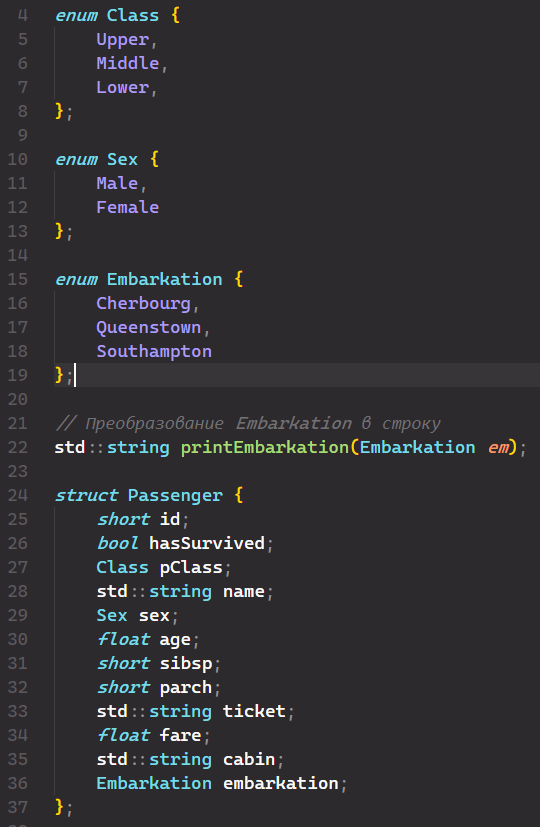 4 enum Class {
5 Upper,
6 Middle,
7 Lower,
8 };
9
10 enum Sex {
11 Male,
12 Female
13 };
14
15 enum Embarkation {
16 Cherbourg,
17 Queenstown,
18 Southampton
19 };
20
21 // Преобразование Embarkation в строку
22 std::string printEmbarkation(Embarkation em);
23
24 struct Passenger {
25 short id;
26 bool hasSurvived;
27 Class pClass;
28 std::string name;
29 Sex sex;
30 float age;
31 short sibsp;
32 short parch;
33 std::string ticket;
34 float fare;
35 std::string cabin;
36 Embarkation embarkation;
37 };